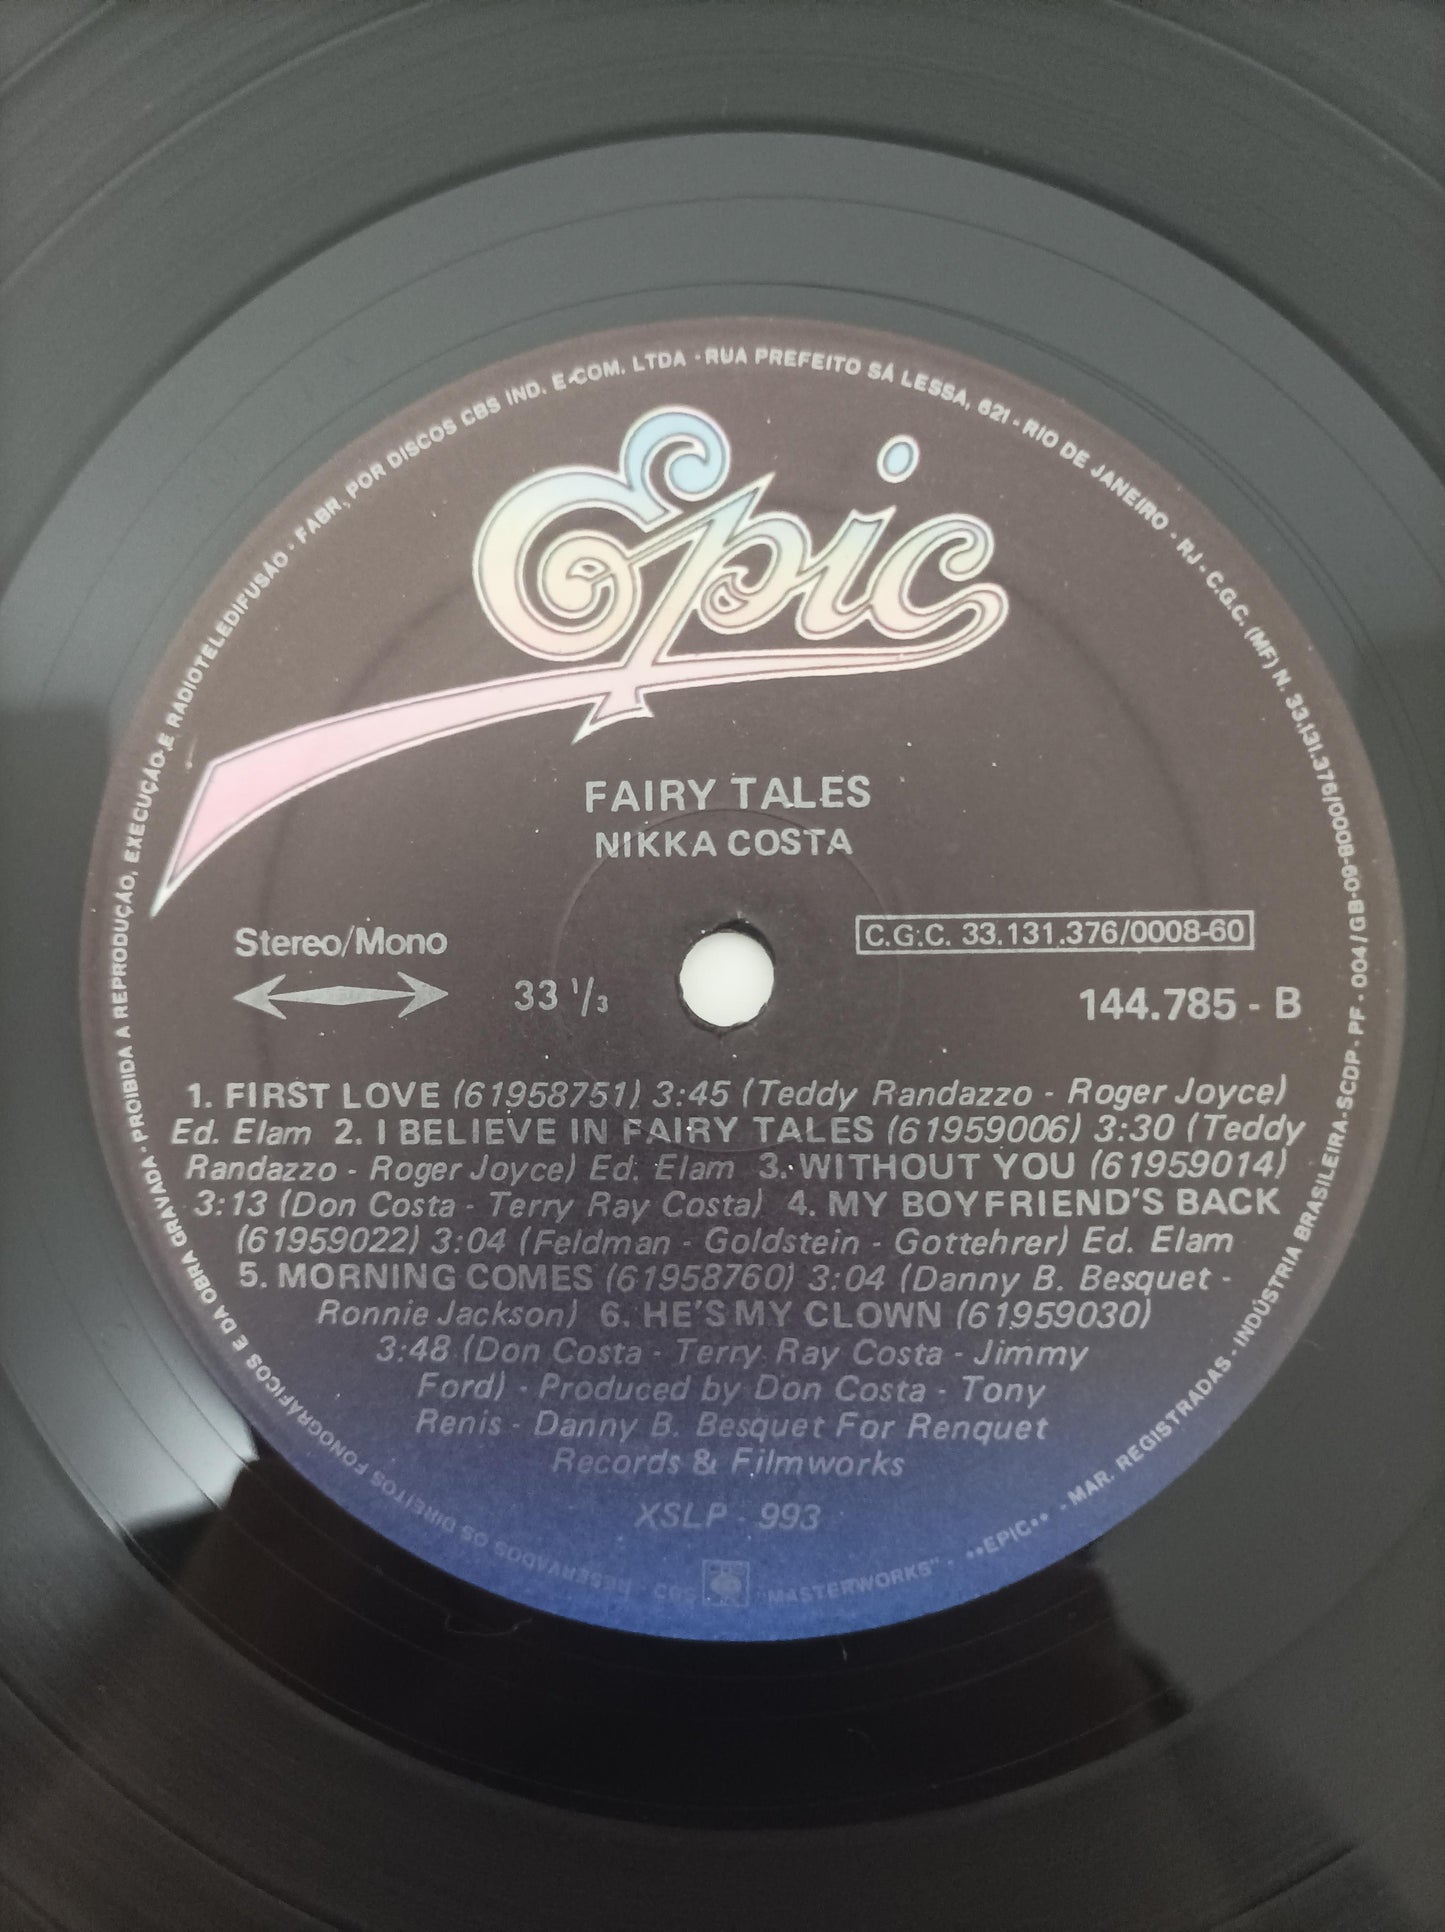 PROIBIDA A REPRODUÇÃO, EXECUÇÃO E RADIOTELEDIFUSÃO · FABR. POR DISCOS CBS IND. E COM. LTDA · RUA PREFEITO SÁ LESSA, 621 · RIO DE JANEIRO · RJ · C.G.C. (MF) N. 33.131.376/0008-60 · SCDP · PF · 004/GB-09- INDÚSTRIA BRASILEIRA
Epic
FAIRY TALES
NIKKA COSTA
Stereo/Mono
33 1/3
C.G.C. 33.131.376/0008-60
144.785 - B
1. FIRST LOVE (61958751) 3:45 (Teddy Randazzo - Roger Joyce)
Ed. Elam 2. I BELIEVE IN FAIRY TALES (61959006) 3:30 (Teddy
Randazzo - Roger Joyce) Ed. Elam 3. WITHOUT YOU (61959014)
3:13 (Don Costa - Terry Ray Costa) 4. MY BOYFRIEND'S BACK
(61959022) 3:04 (Feldman - Goldstein - Gottehrer) Ed. Elam
5. MORNING COMES (61958760) 3:04 (Danny B. Besquet -
Ronnie Jackson) 6. HE'S MY CLOWN (61959030)
3:48 (Don Costa - Terry Ray Costa - Jimmy
Ford) - Produced by Don Costa - Tony
Renis - Danny B. Besquet For Renquet
Records & Filmworks
XSLP - 993
RESERVADOS OS DIREITOS FONOGRÁFICOS E DA OBRA GRAVADA
CBS "MASTERWORKS" · "EPIC" · MAR. REGISTRADAS